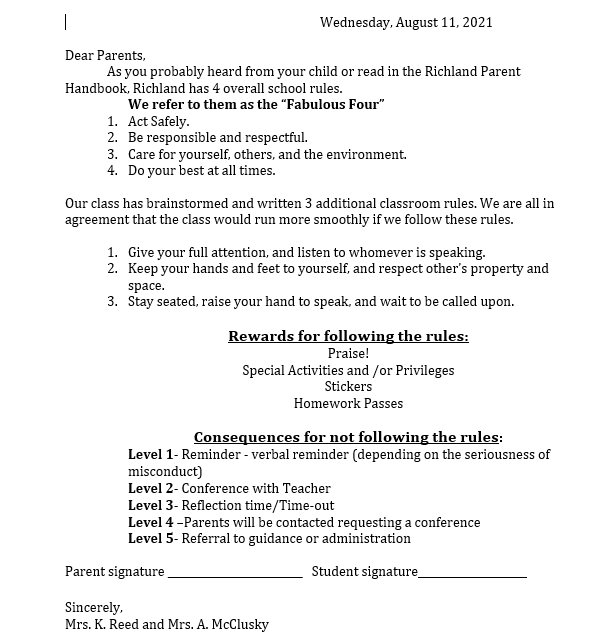 Wednesday, August 11, 2021
Dear Parents,
As you probably heard from your child or read in the Richland Parent
Handbook, Richland has 4 overall school rules.
We refer to them as the “Fabulous Four”
1. Act Safely.
2. Be responsible and respectful.
3. Care for yourself, others, and the environment.
4. Do your best at all times.
Our class has brainstormed and written 3 additional classroom rules. We are all in
agreement that the class would run more smoothly if we follow these rules.
1. Give your full attention, and listen to whomever is speaking.
2. Keep your hands and feet to yourself, and respect other’s property and
space.
3. Stay seated, raise your hand to speak, and wait to be called upon.
Rewards for following the rules:
Praise!
Special Activities and /or Privileges
Stickers
Homework Passes
Consequences for not following the rules:
Level 1- Reminder - verbal reminder (depending on the seriousness of
misconduct)
Level 2- Conference with Teacher
Level 3- Reflection time/Time-out
Level 4 –Parents will be contacted requesting a conference
Level 5- Referral to guidance or administration
Parent signature ____________________ Student signature________________
Sincerely,
Mrs. K. Reed and Mrs. A. McClusky